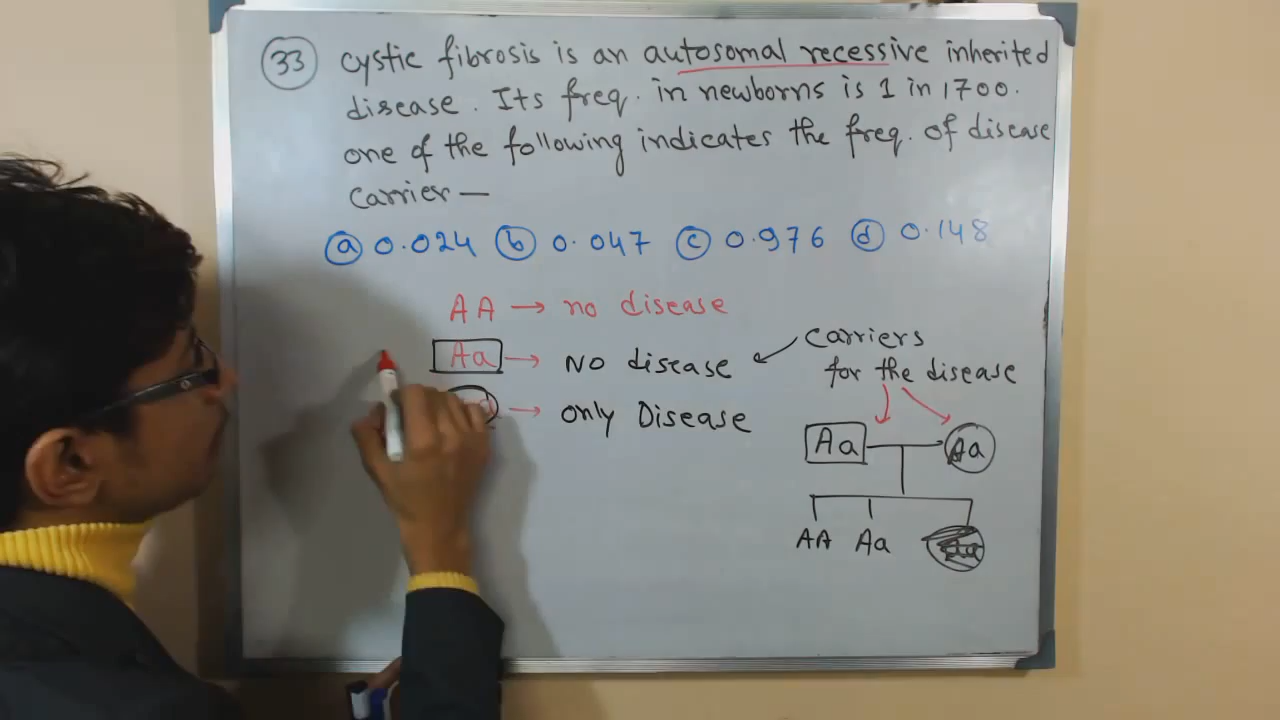 33 Cystic fibrosis is an autosomal recessive inherited
disease. Its freq. in newborns is 1 in 1700.
one of the following indicates the freq. of disease
Carrier —
a 0.024 b 0.047 c 0.976 d 0.148
AA → no disease
Aa → No disease
→ only Disease
Carriers
for the disease
Aa Aa
AA Aa